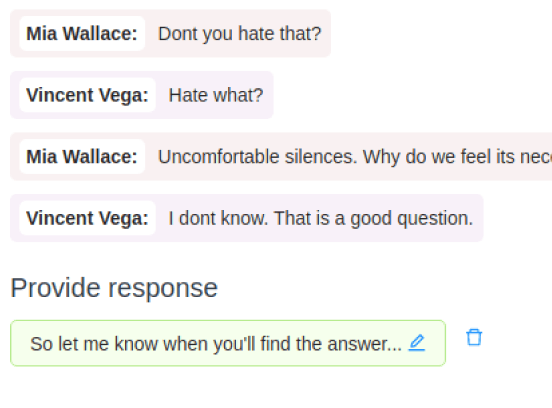 Mia Wallace: Dont you hate that?
Vincent Vega: Hate what?
Mia Wallace: Uncomfortable silences. Why do we feel its
Vincent Vega: I dont know. That is a good question.
Provide response
So let me know when you'll find the answer...